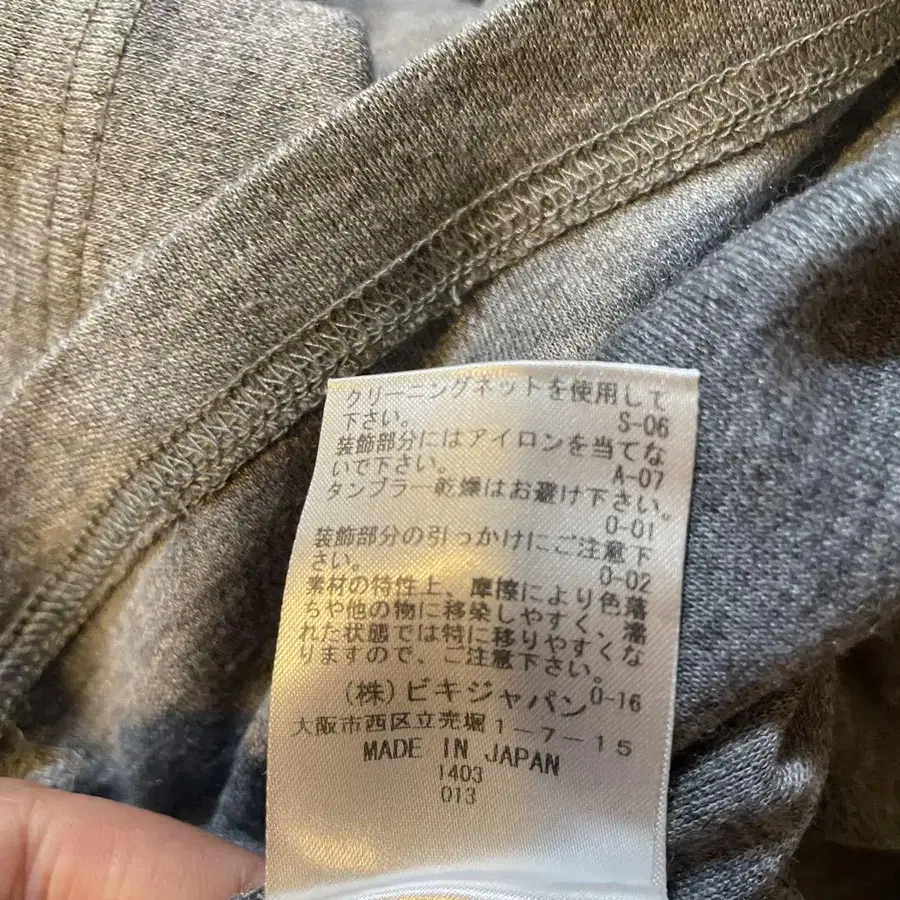 クリーニングネットを使用して
下さい。
S-06
装飾部分にはアイロンを当てな
いで下さい。
A-07
タンブラー乾燥はお避け下さい。
0-01
装飾部分の引っかけにご注意下
さい。
0-02
素材の特性上、摩擦により色落
ちや他の物に移染しやすく、濡
れた状態では特に移りやすくな
りますので、ご注意下さい。
0-16
(株)ビキジャパン
大阪市西区立売堀1-7-15
MADE IN JAPAN
1403
013